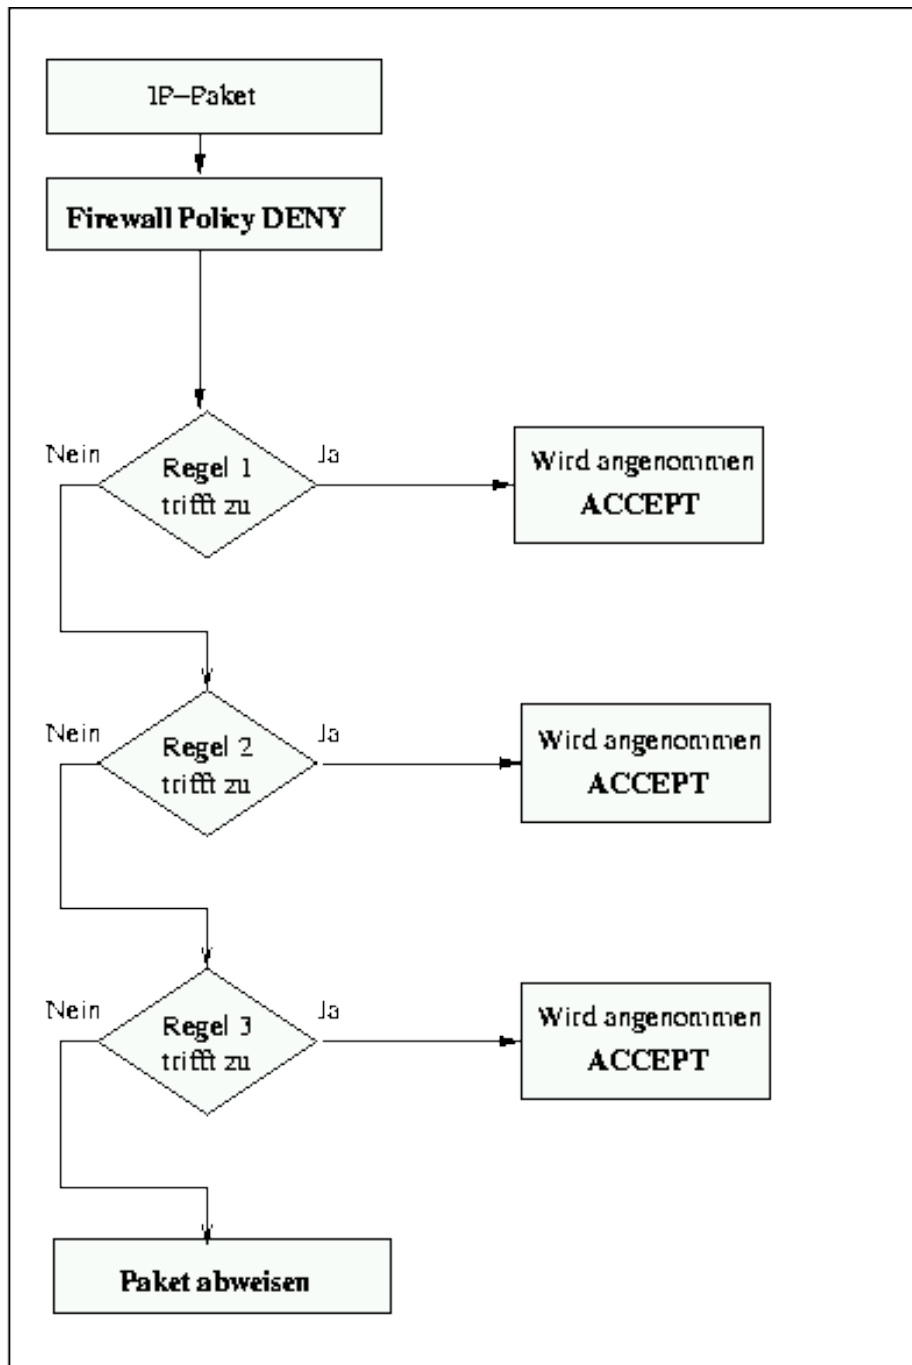 IP-Paket
Firewall Policy DENY
Nein
Regel 1
trifft zu
Ja
Wird angenommen
ACCEPT
Nein
Regel 2
trifft zu
Ja
Wird angenommen
ACCEPT
Nein
Regel 3
trifft zu
Ja
Wird angenommen
ACCEPT
Paket abweisen